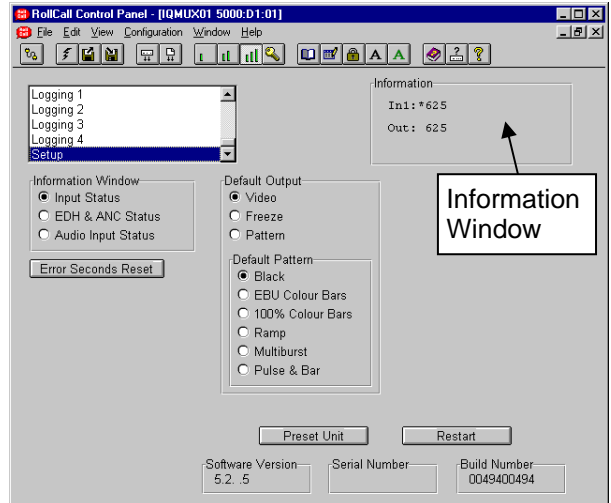 RollCall Control Panel - [IQMUX01 5000:D1:01]
File Edit View Configuration Window Help
A A
Logging 1
Logging 2
Logging 3
Logging 4
Setup
Information
In1:*625
Out: 625
Information Window
Information Window
Input Status
EDH & ANC Status
Audio Input Status
Error Seconds Reset
Default Output
Video
Freeze
Pattern
Default Pattern
Black
EBU Colour Bars
100% Colour Bars
Ramp
Multiburst
Pulse & Bar
Preset Unit
Restart
Software Version
5.2. .5
Serial Number
Build Number
0049400494